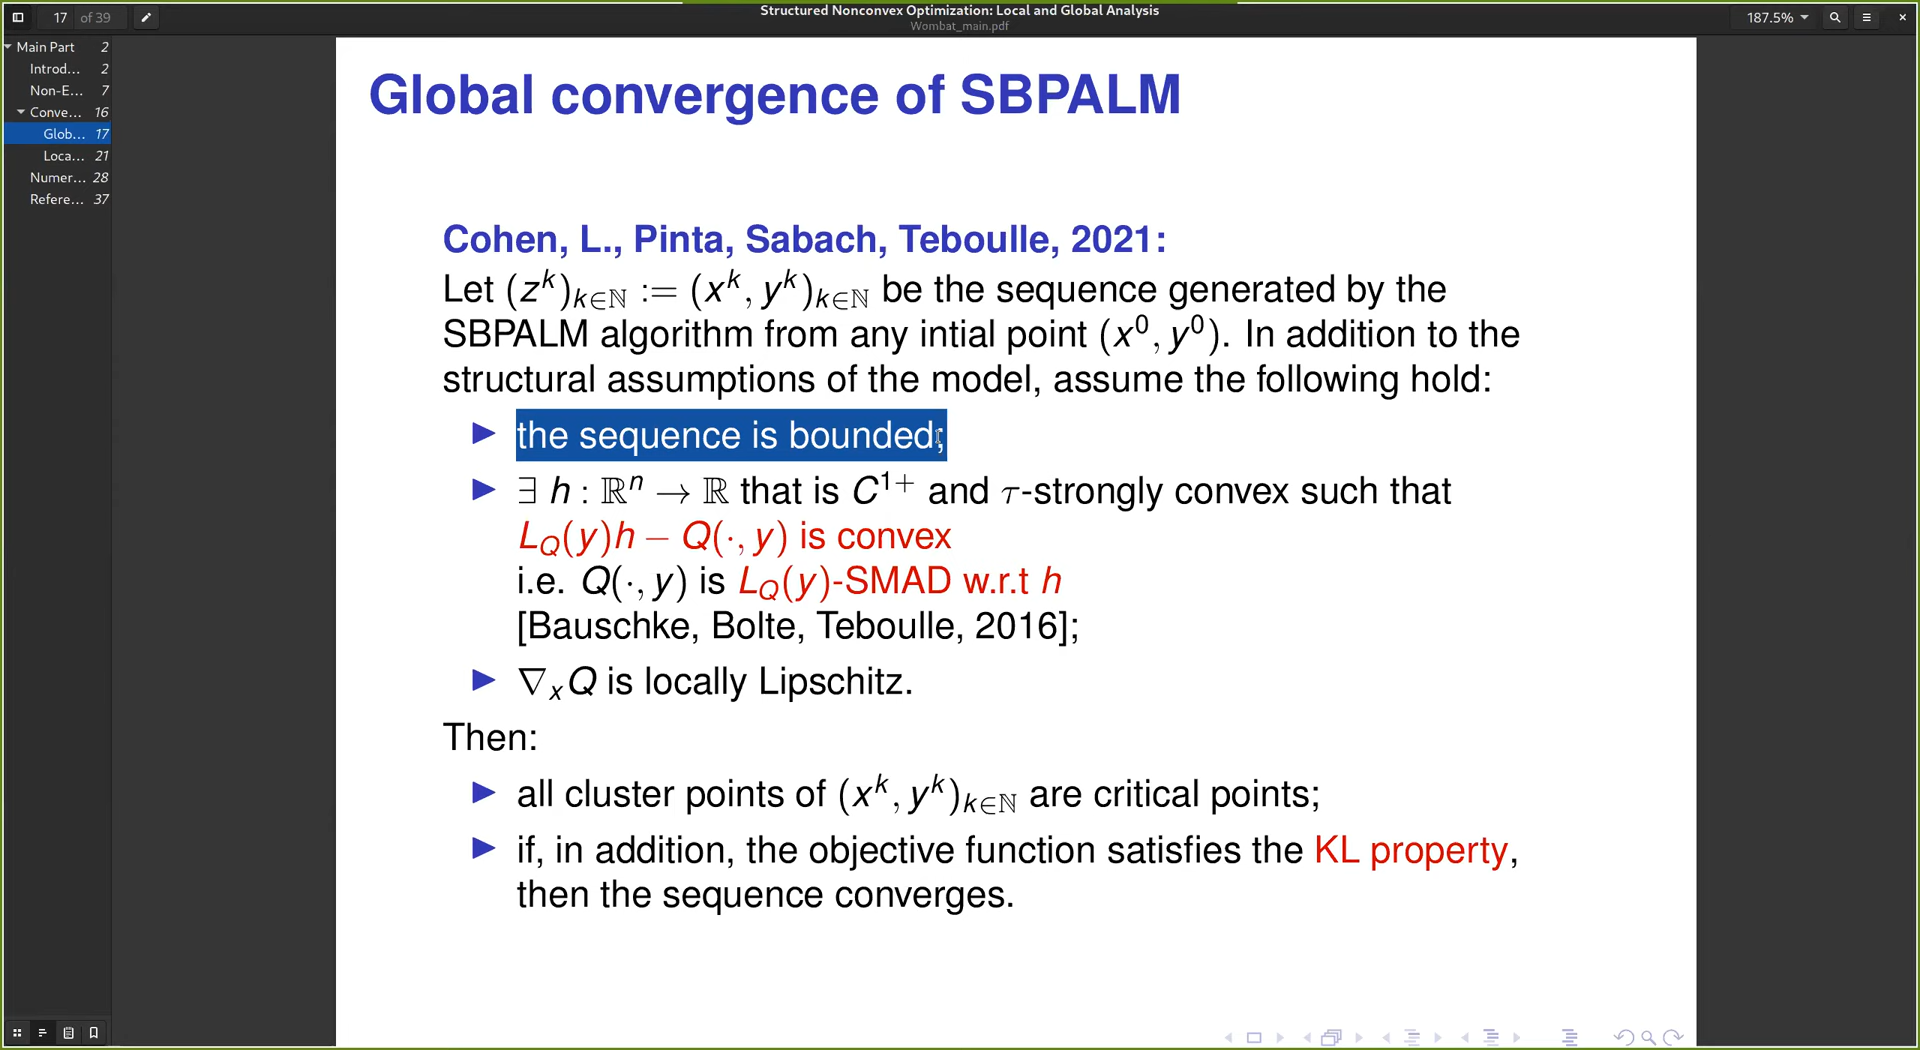 17 of 39
Structured Nonconvex Optimization: Local and Global Analysis
Wombat_main.pdf
187.5%
Main Part 2
Introd… 2
Non-E… 7
Conve… 16
Glob… 17
Loca… 21
Numer… 28
Refere… 37
Global convergence of SBPALM
Cohen, L., Pinta, Sabach, Teboulle, 2021:
Let (z^k)_{k∈ℕ} := (x^k, y^k)_{k∈ℕ} be the sequence generated by the
SBPALM algorithm from any intial point (x^0, y^0). In addition to the
structural assumptions of the model, assume the following hold:
▶ the sequence is bounded;
▶ ∃ h : ℝ^n → ℝ that is C^{1+} and τ-strongly convex such that
L_Q(y)h − Q(·, y) is convex
i.e. Q(·, y) is L_Q(y)-SMAD w.r.t h
[Bauschke, Bolte, Teboulle, 2016];
▶ ∇_x Q is locally Lipschitz.
Then:
▶ all cluster points of (x^k, y^k)_{k∈ℕ} are critical points;
▶ if, in addition, the objective function satisfies the KL property,
then the sequence converges.